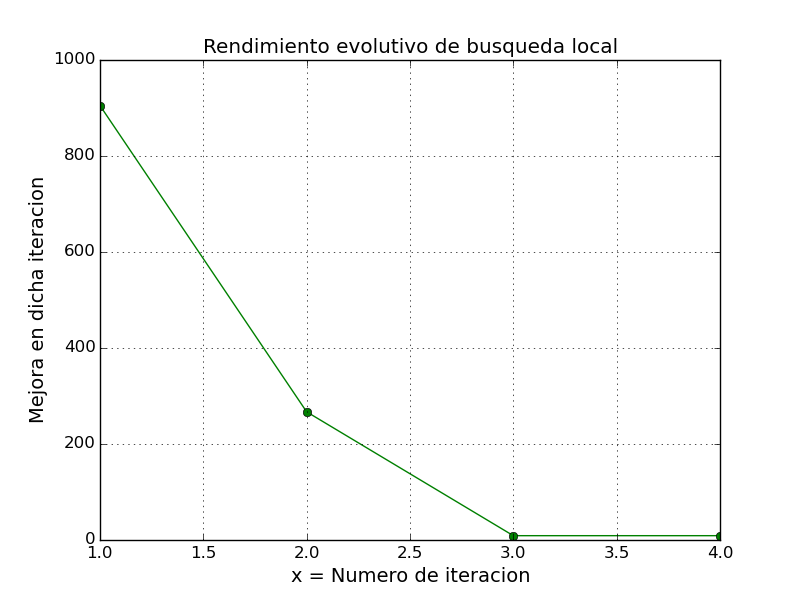 Rendimiento evolutivo de busqueda local
1000
800
600
400
200
0
Mejora en dicha iteracion
1.0 1.5 2.0 2.5 3.0 3.5 4.0
x = Numero de iteracion